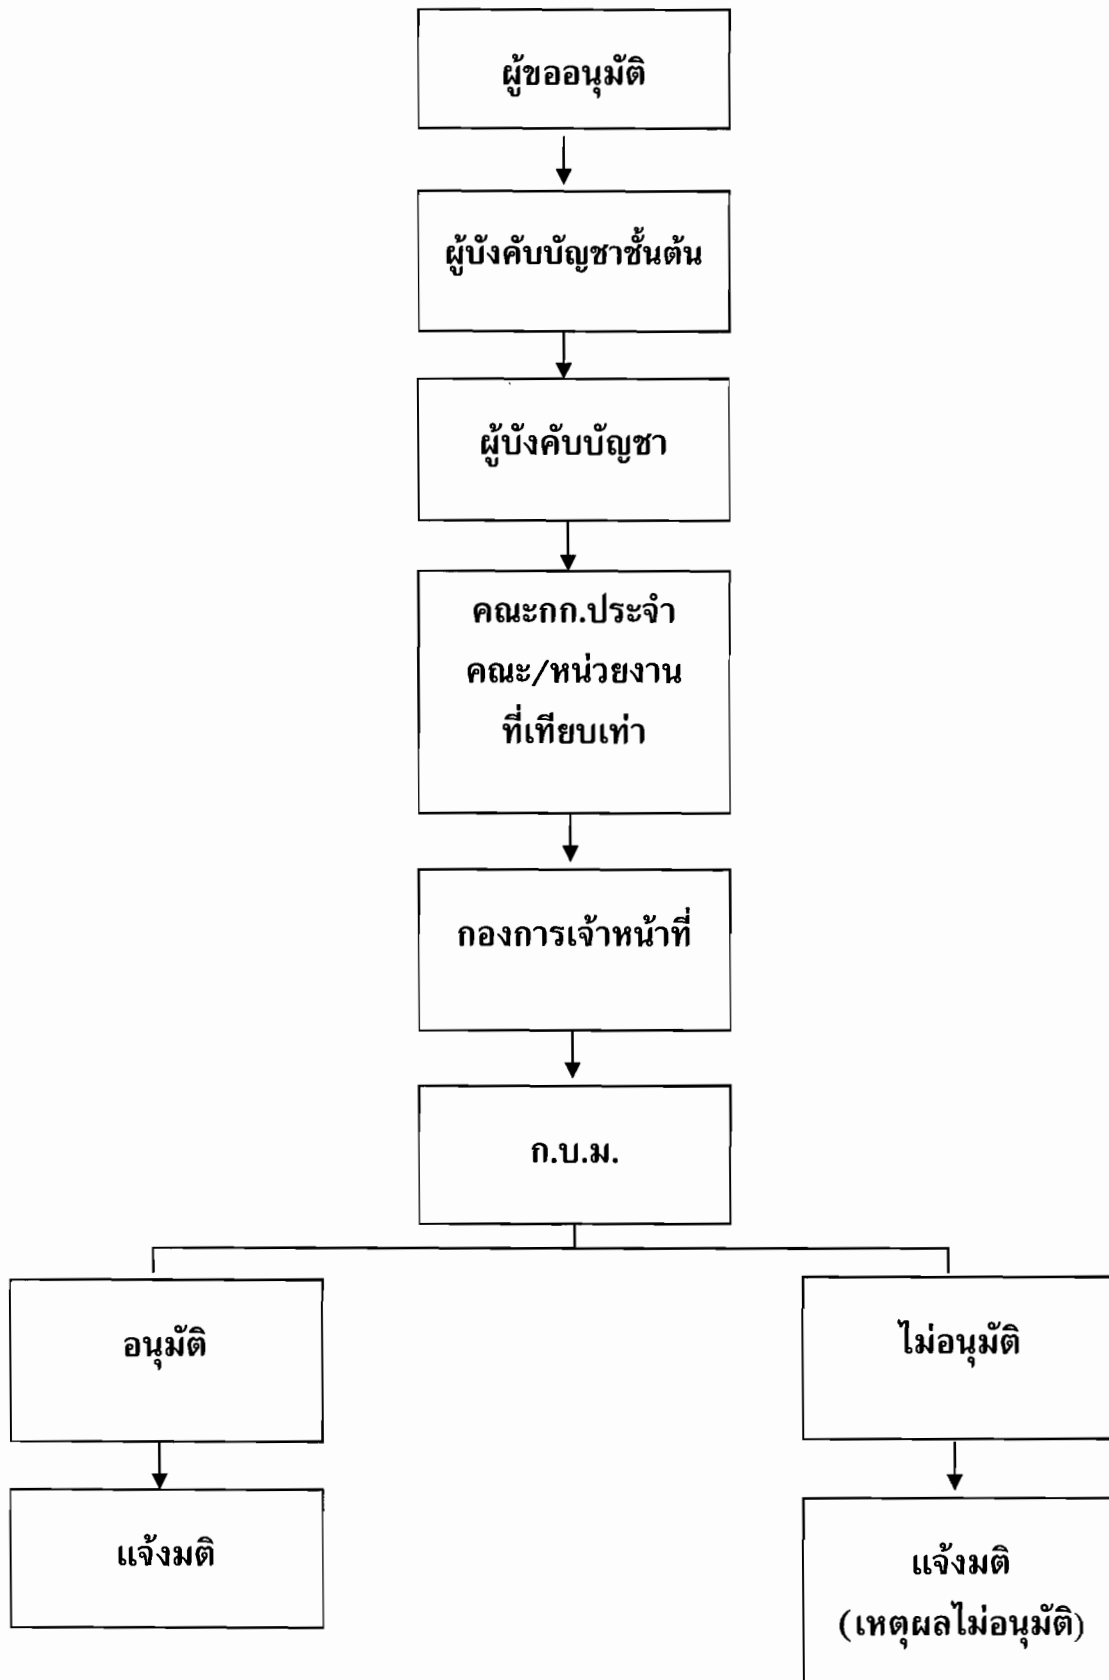 ผู้ขออนุมัติ
ผู้บังคับบัญชาชั้นต้น
ผู้บังคับบัญชา
คณะกก.ประจำ
คณะ/หน่วยงาน
ที่เทียบเท่า
กองการเจ้าหน้าที่
ก.บ.ม.
อนุมัติ
ไม่อนุมัติ
แจ้งมติ
แจ้งมติ
(เหตุผลไม่อนุมัติ)